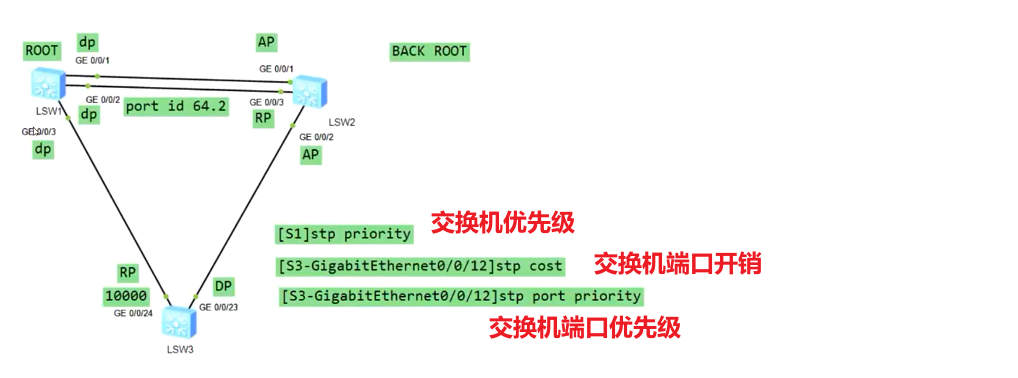 ROOT
dp
AP
BACK ROOT
GE 0/0/1
GE 0/0/1
LSW1
GE 0/0/2
port id 64.2
GE 0/0/3
dp
RP
LSW2
GE 0/0/3
GE 0/0/2
dp
AP
[S1]stp priority
交换机优先级
[S3-GigabitEthernet0/0/12]stp cost
交换机端口开销
RP
DP
10000
[S3-GigabitEthernet0/0/12]stp port priority
GE 0/0/24
GE 0/0/23
交换机端口优先级
LSW3